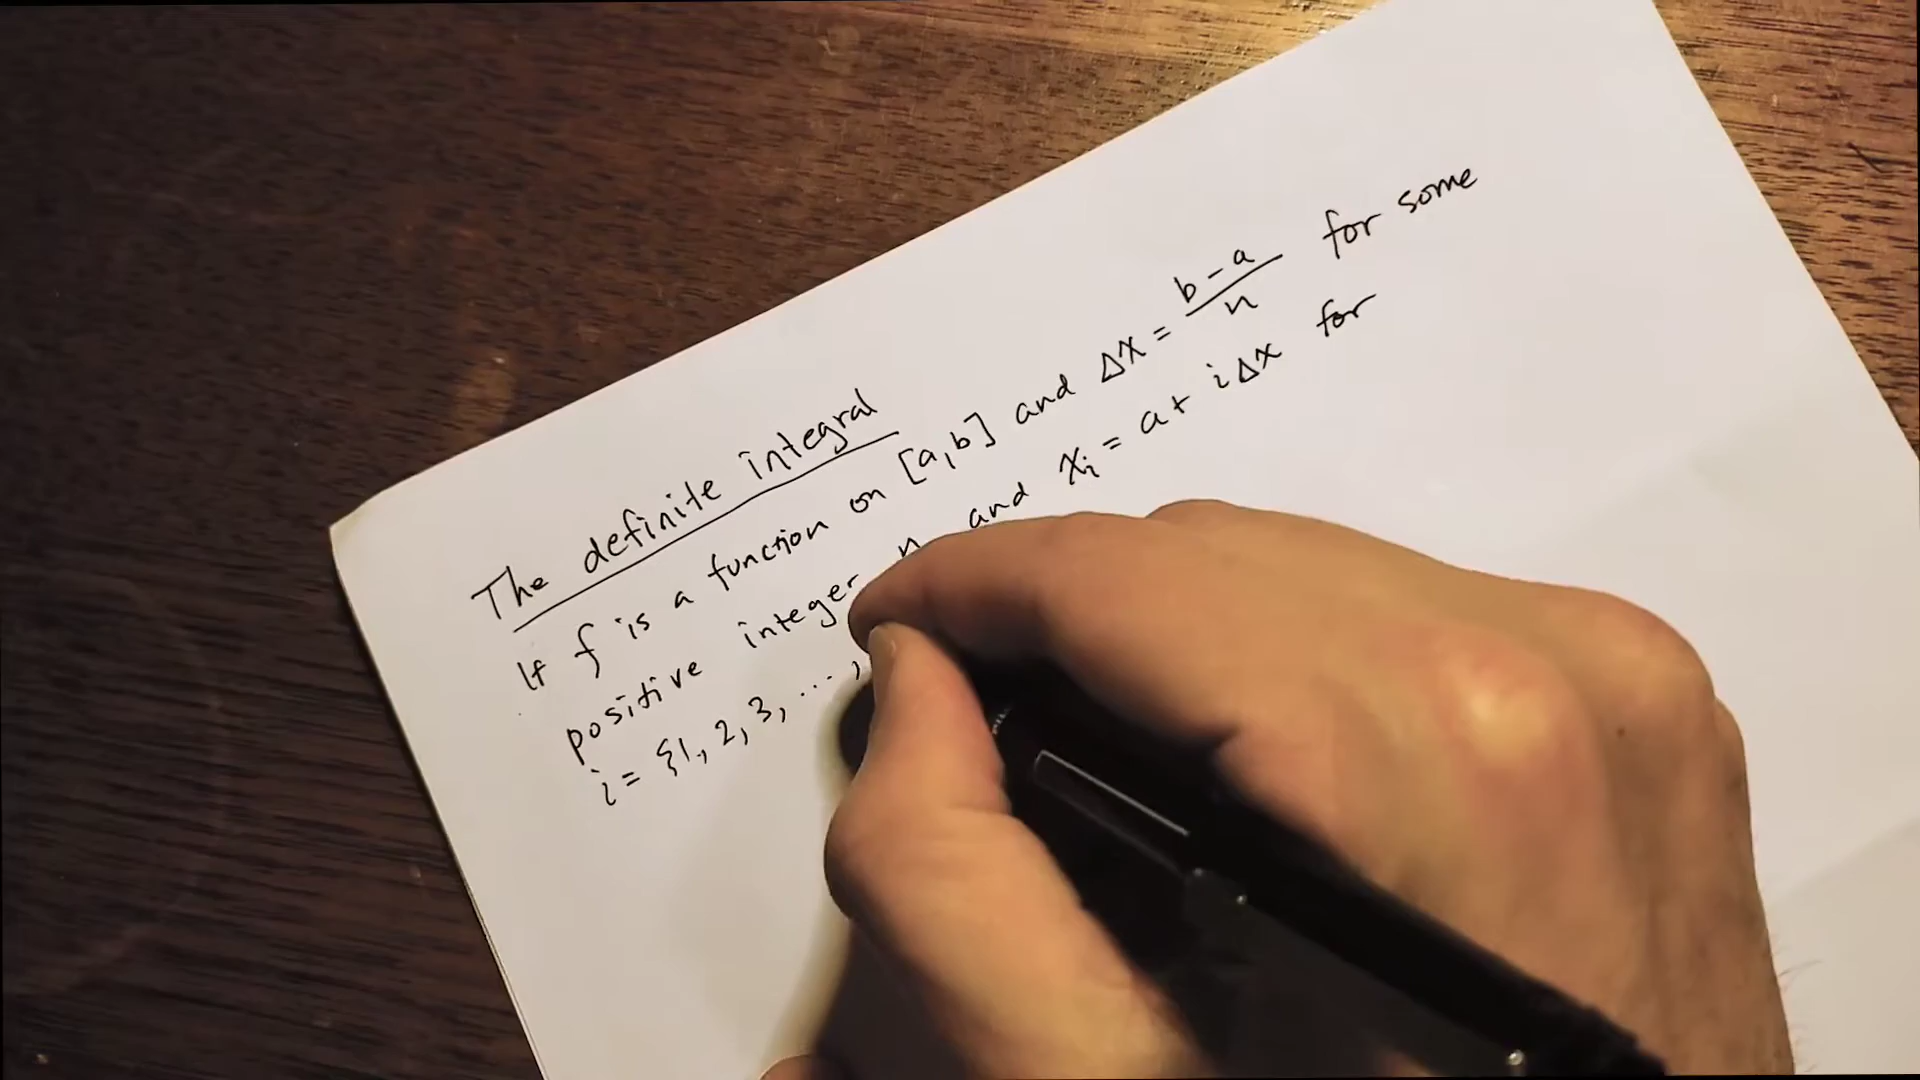 The definite integral
If f is a function on [a,b] and Δx = (b-a)/n for some
positive integer n and xᵢ = a + iΔx for
i = {1, 2, 3, ...,